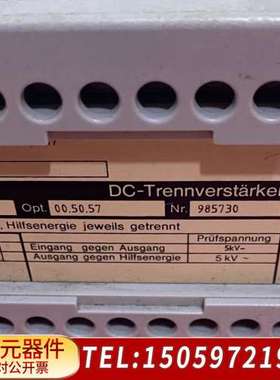 DC-Trennverstärker
Opt. 00.50.57 Nr. 985730
, Hilfsenergie jeweils getrennt
Prüfspannung
Eingang gegen Ausgang 5kV~
Ausgang gegen Hilfsenergie 5 kV ~
元器件
对公开票
TEL:150597219